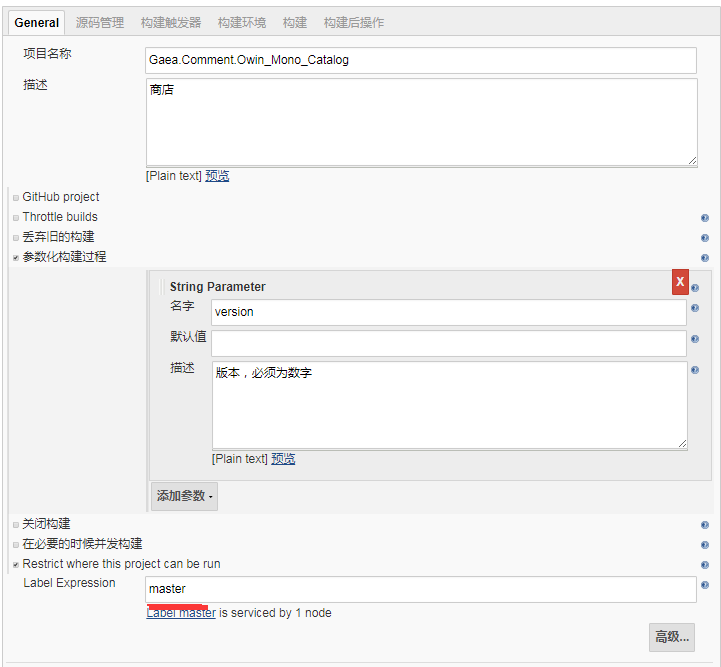 General 源码管理 构建触发器 构建环境 构建 构建后操作
项目名称 Gaea.Comment.Owin_Mono_Catalog
描述 商店
[Plain text] 预览
GitHub project
Throttle builds
丢弃旧的构建
参数化构建过程
X
String Parameter
名字 version
默认值
描述 版本，必须为数字
[Plain text] 预览
添加参数
关闭构建
在必要的时候并发构建
Restrict where this project can be run
Label Expression master
Label master is serviced by 1 node
高级...